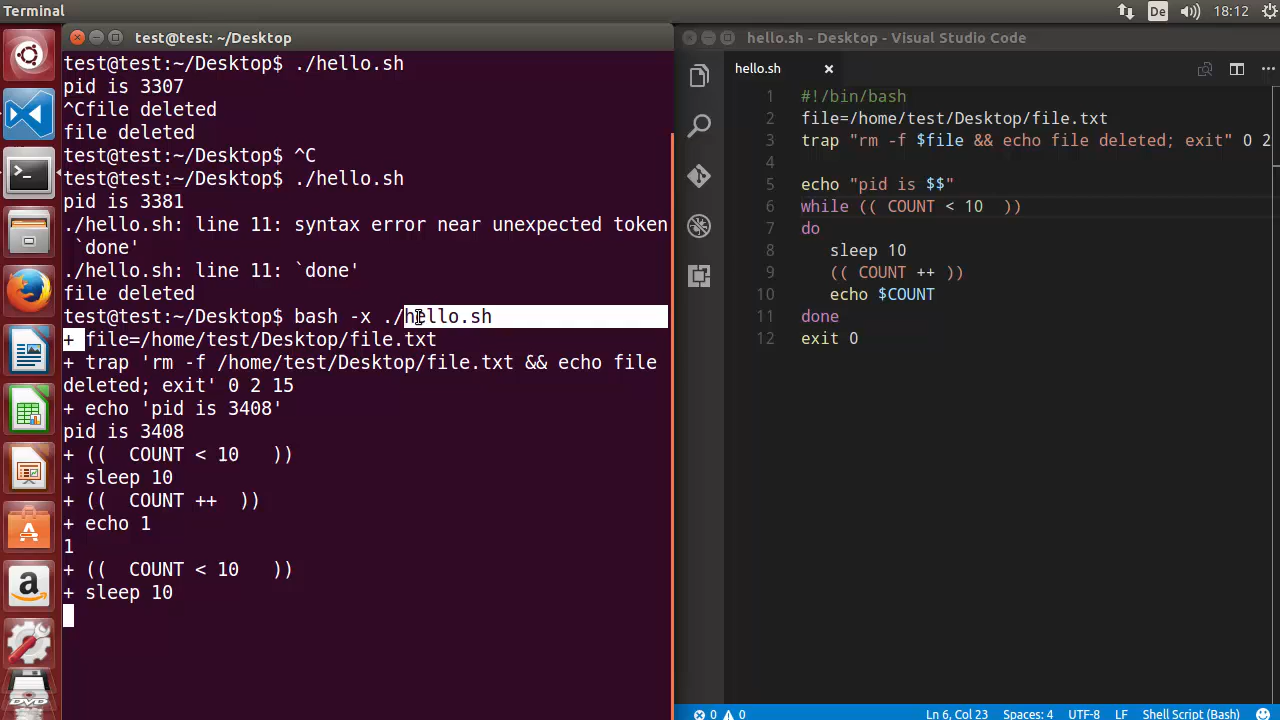 Terminal
De
18:12
test@test: ~/Desktop
test@test:~/Desktop$ ./hello.sh
pid is 3307
^Cfile deleted
file deleted
test@test:~/Desktop$ ^C
test@test:~/Desktop$ ./hello.sh
pid is 3381
./hello.sh: line 11: syntax error near unexpected token
`done'
./hello.sh: line 11: `done'
file deleted
test@test:~/Desktop$ bash -x ./hello.sh
+ file=/home/test/Desktop/file.txt
+ trap 'rm -f /home/test/Desktop/file.txt && echo file
deleted; exit' 0 2 15
+ echo 'pid is 3408'
pid is 3408
+ ((  COUNT < 10   ))
+ sleep 10
+ ((  COUNT ++  ))
+ echo 1
1
+ ((  COUNT < 10   ))
+ sleep 10
hello.sh - Desktop - Visual Studio Code
hello.sh
1 #!/bin/bash
2 file=/home/test/Desktop/file.txt
3 trap "rm -f $file && echo file deleted; exit" 0 2
4
5 echo "pid is $$"
6 while (( COUNT < 10  ))
7 do
8 sleep 10
9 (( COUNT ++ ))
10 echo $COUNT
11 done
12 exit 0
0 0
Ln 6, Col 23
Spaces: 4
UTF-8
LF
Shell Script (Bash)